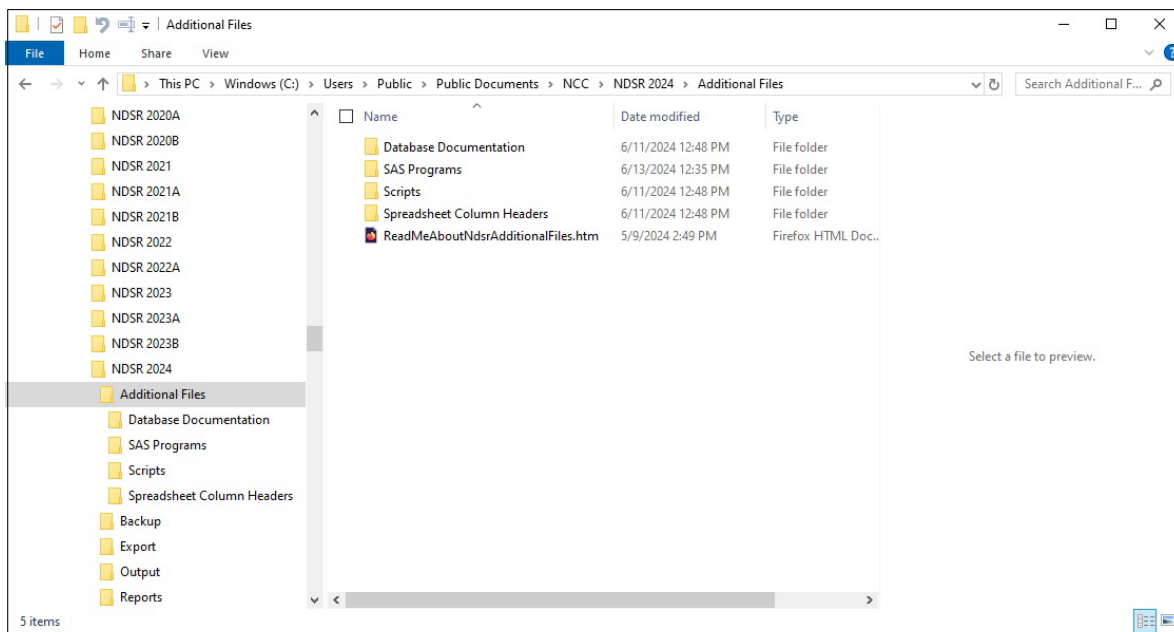 Additional Files
File Home Share View
This PC > Windows (C:) > Users > Public > Public Documents > NCC > NDSR 2024 > Additional Files
Search Additional F...
NDSR 2020A
NDSR 2020B
NDSR 2021
NDSR 2021A
NDSR 2021B
NDSR 2022
NDSR 2022A
NDSR 2023
NDSR 2023A
NDSR 2023B
NDSR 2024
Additional Files
Database Documentation
SAS Programs
Scripts
Spreadsheet Column Headers
Backup
Export
Output
Reports
Name Date modified Type
Database Documentation 6/11/2024 12:48 PM File folder
SAS Programs 6/13/2024 12:35 PM File folder
Scripts 6/11/2024 12:48 PM File folder
Spreadsheet Column Headers 6/11/2024 12:48 PM File folder
ReadMeAboutNdsrAdditionalFiles.htm 5/9/2024 2:49 PM Firefox HTML Doc..
Select a file to preview.
5 items